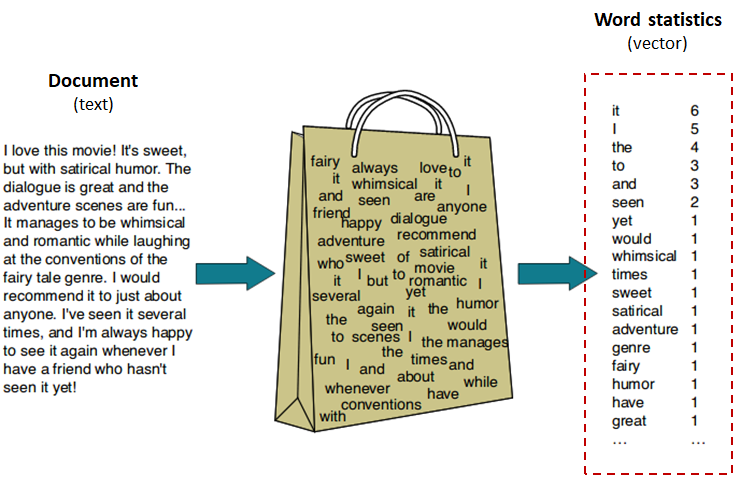 Word statistics
(vector)
Document
(text)
I love this movie! It's sweet,
but with satirical humor. The
dialogue is great and the
adventure scenes are fun...
It manages to be whimsical
and romantic while laughing
at the conventions of the
fairy tale genre. I would
recommend it to just about
anyone. I've seen it several
times, and I'm always happy
to see it again whenever I
have a friend who hasn't
seen it yet!
fairy always love to it
it whimsical it I
and seen are
anyone
friend
happy dialogue
adventure recommend
who sweet of satirical
movie it
it I but to romantic I
several yet
again it the humor
the seen would
to scenes I the manages
the times and
fun I and
about while
whenever have
conventions
with
it 6
I 5
the 4
to 3
and 3
seen 2
yet 1
would 1
whimsical 1
times 1
sweet 1
satirical 1
adventure 1
genre 1
fairy 1
humor 1
have 1
great 1
... ...